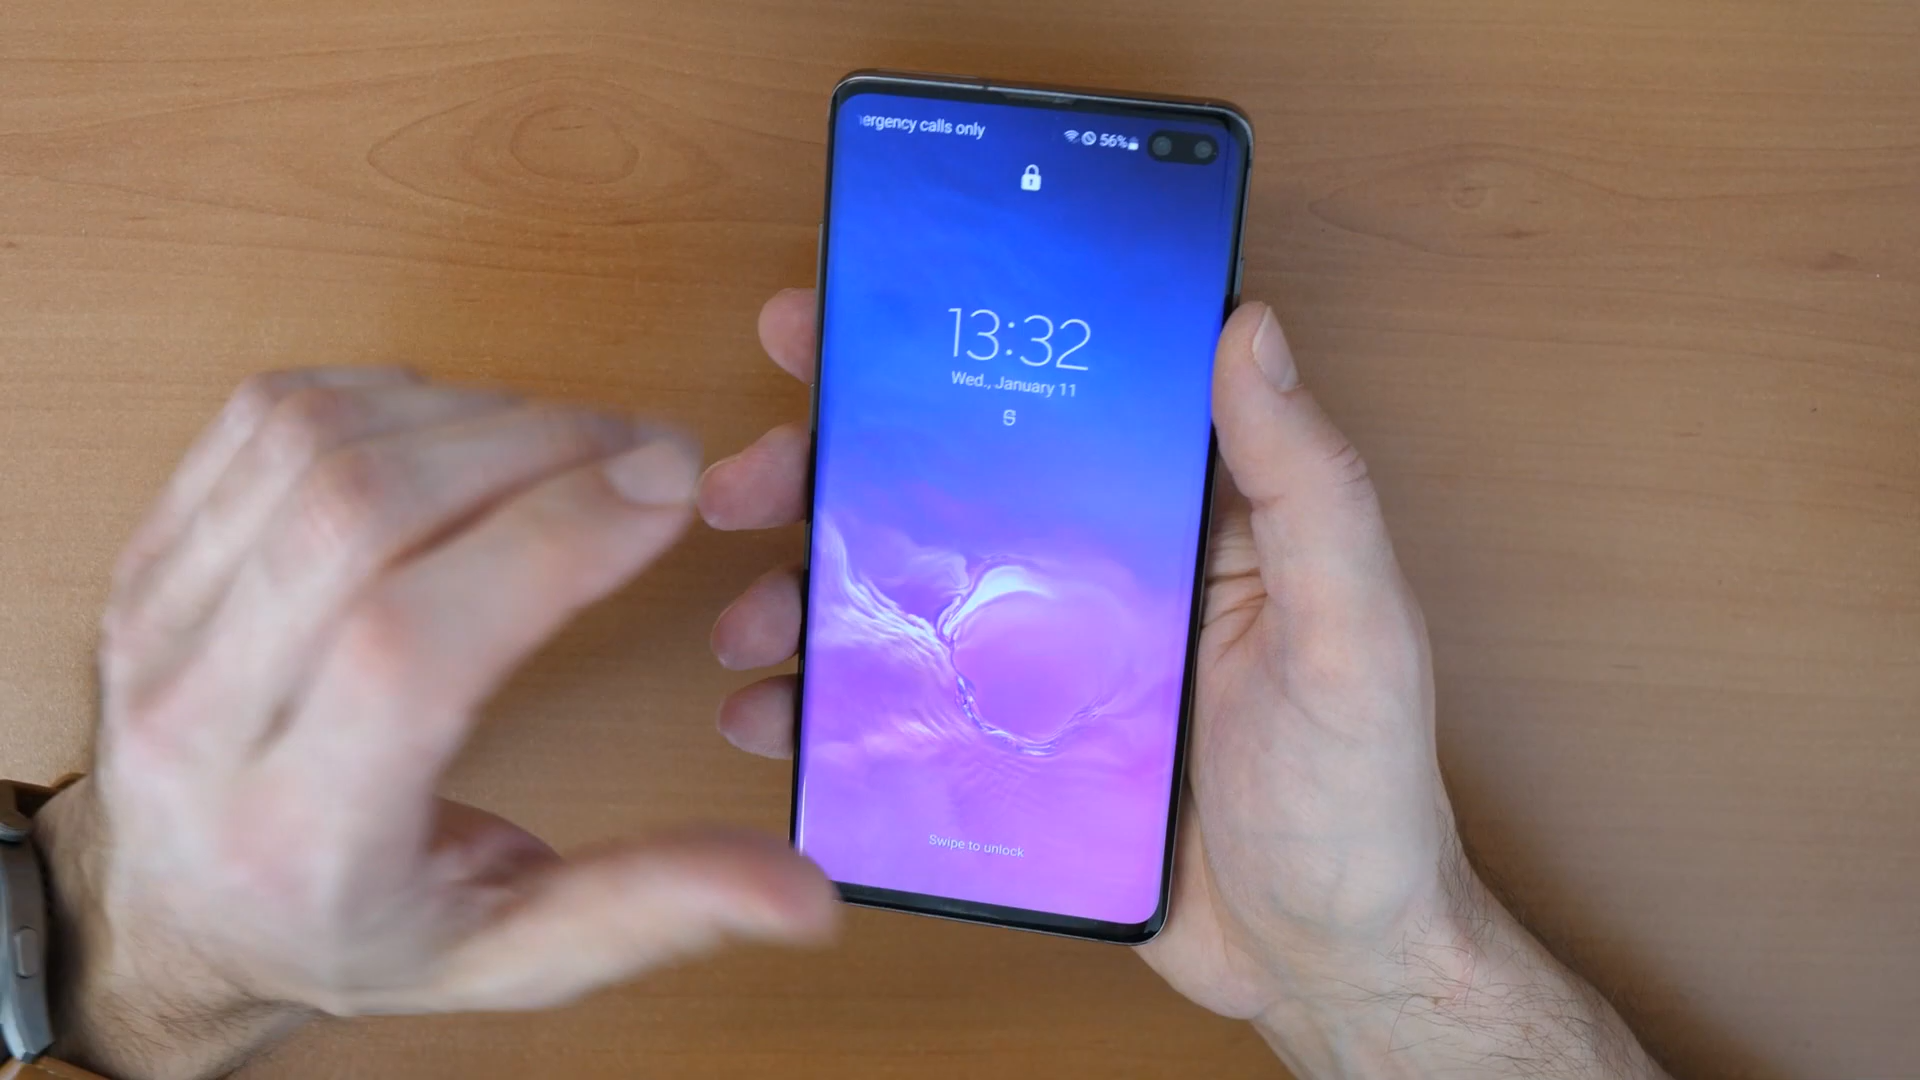 ergency calls only
56%
13:32
Wed., January 11
Swipe to unlock